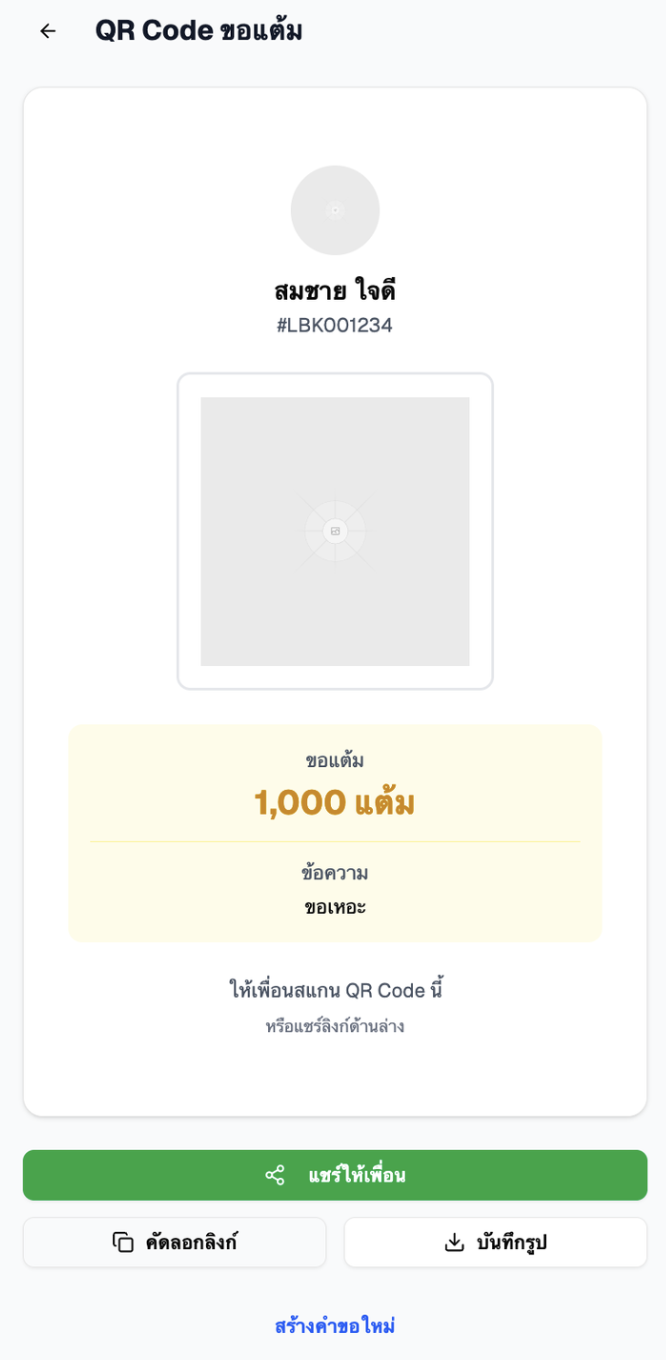 QR Code ขอแต้ม
สมชาย ใจดี
#LBK001234
ขอแต้ม
1,000 แต้ม
ข้อความ
ขอเหอะ
ให้เพื่อนสแกน QR Code นี้
หรือแชร์ลิงก์ด้านล่าง
แชร์ให้เพื่อน
คัดลอกลิงก์
บันทึกรูป
สร้างคำขอใหม่